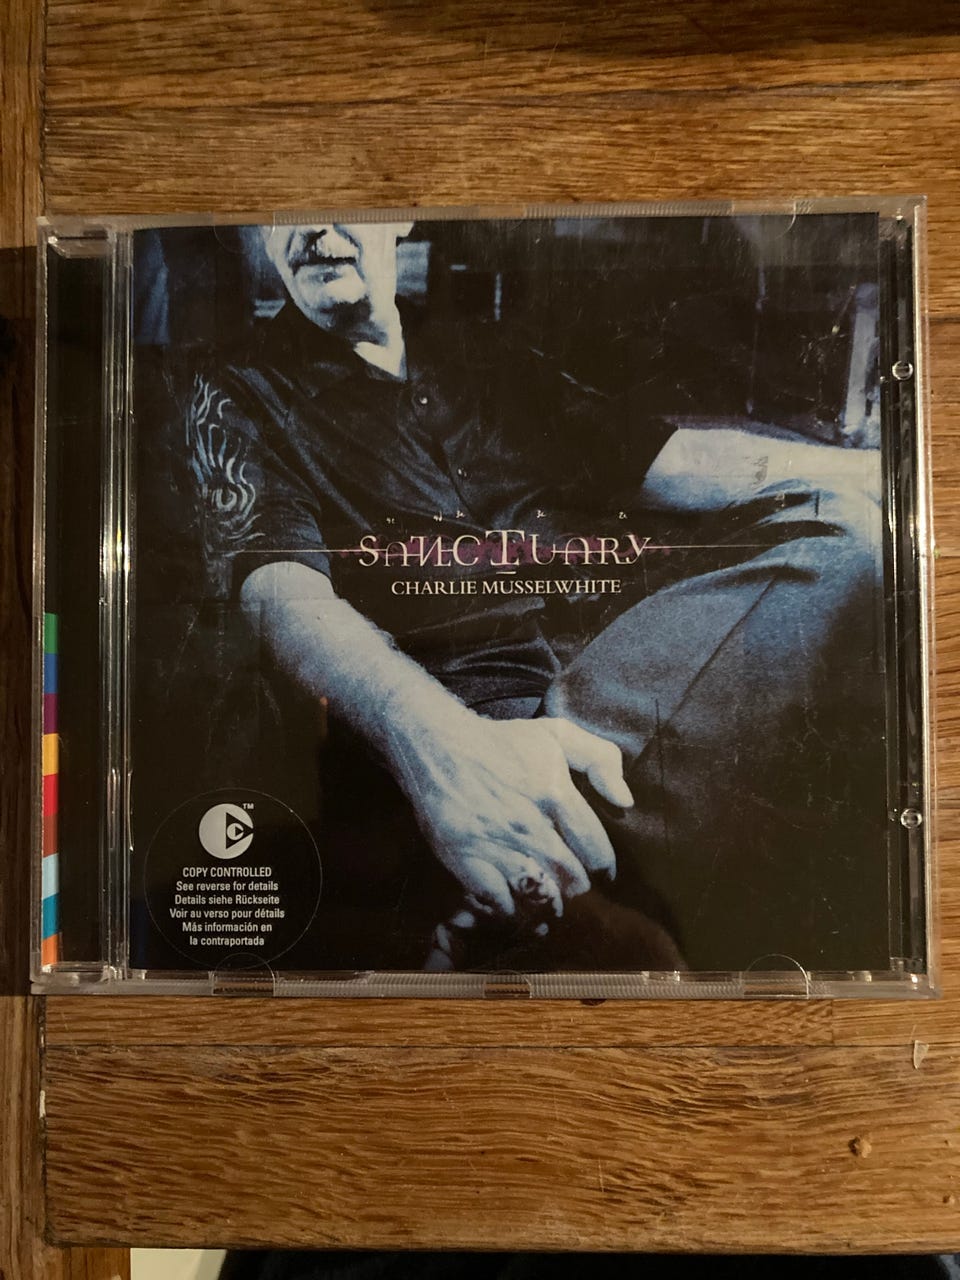 SANCTUARY
CHARLIE MUSSELWHITE
TM
COPY CONTROLLED
See reverse for details
Details siehe Rückseite
Voir au verso pour détails
Más información en
la contraportada